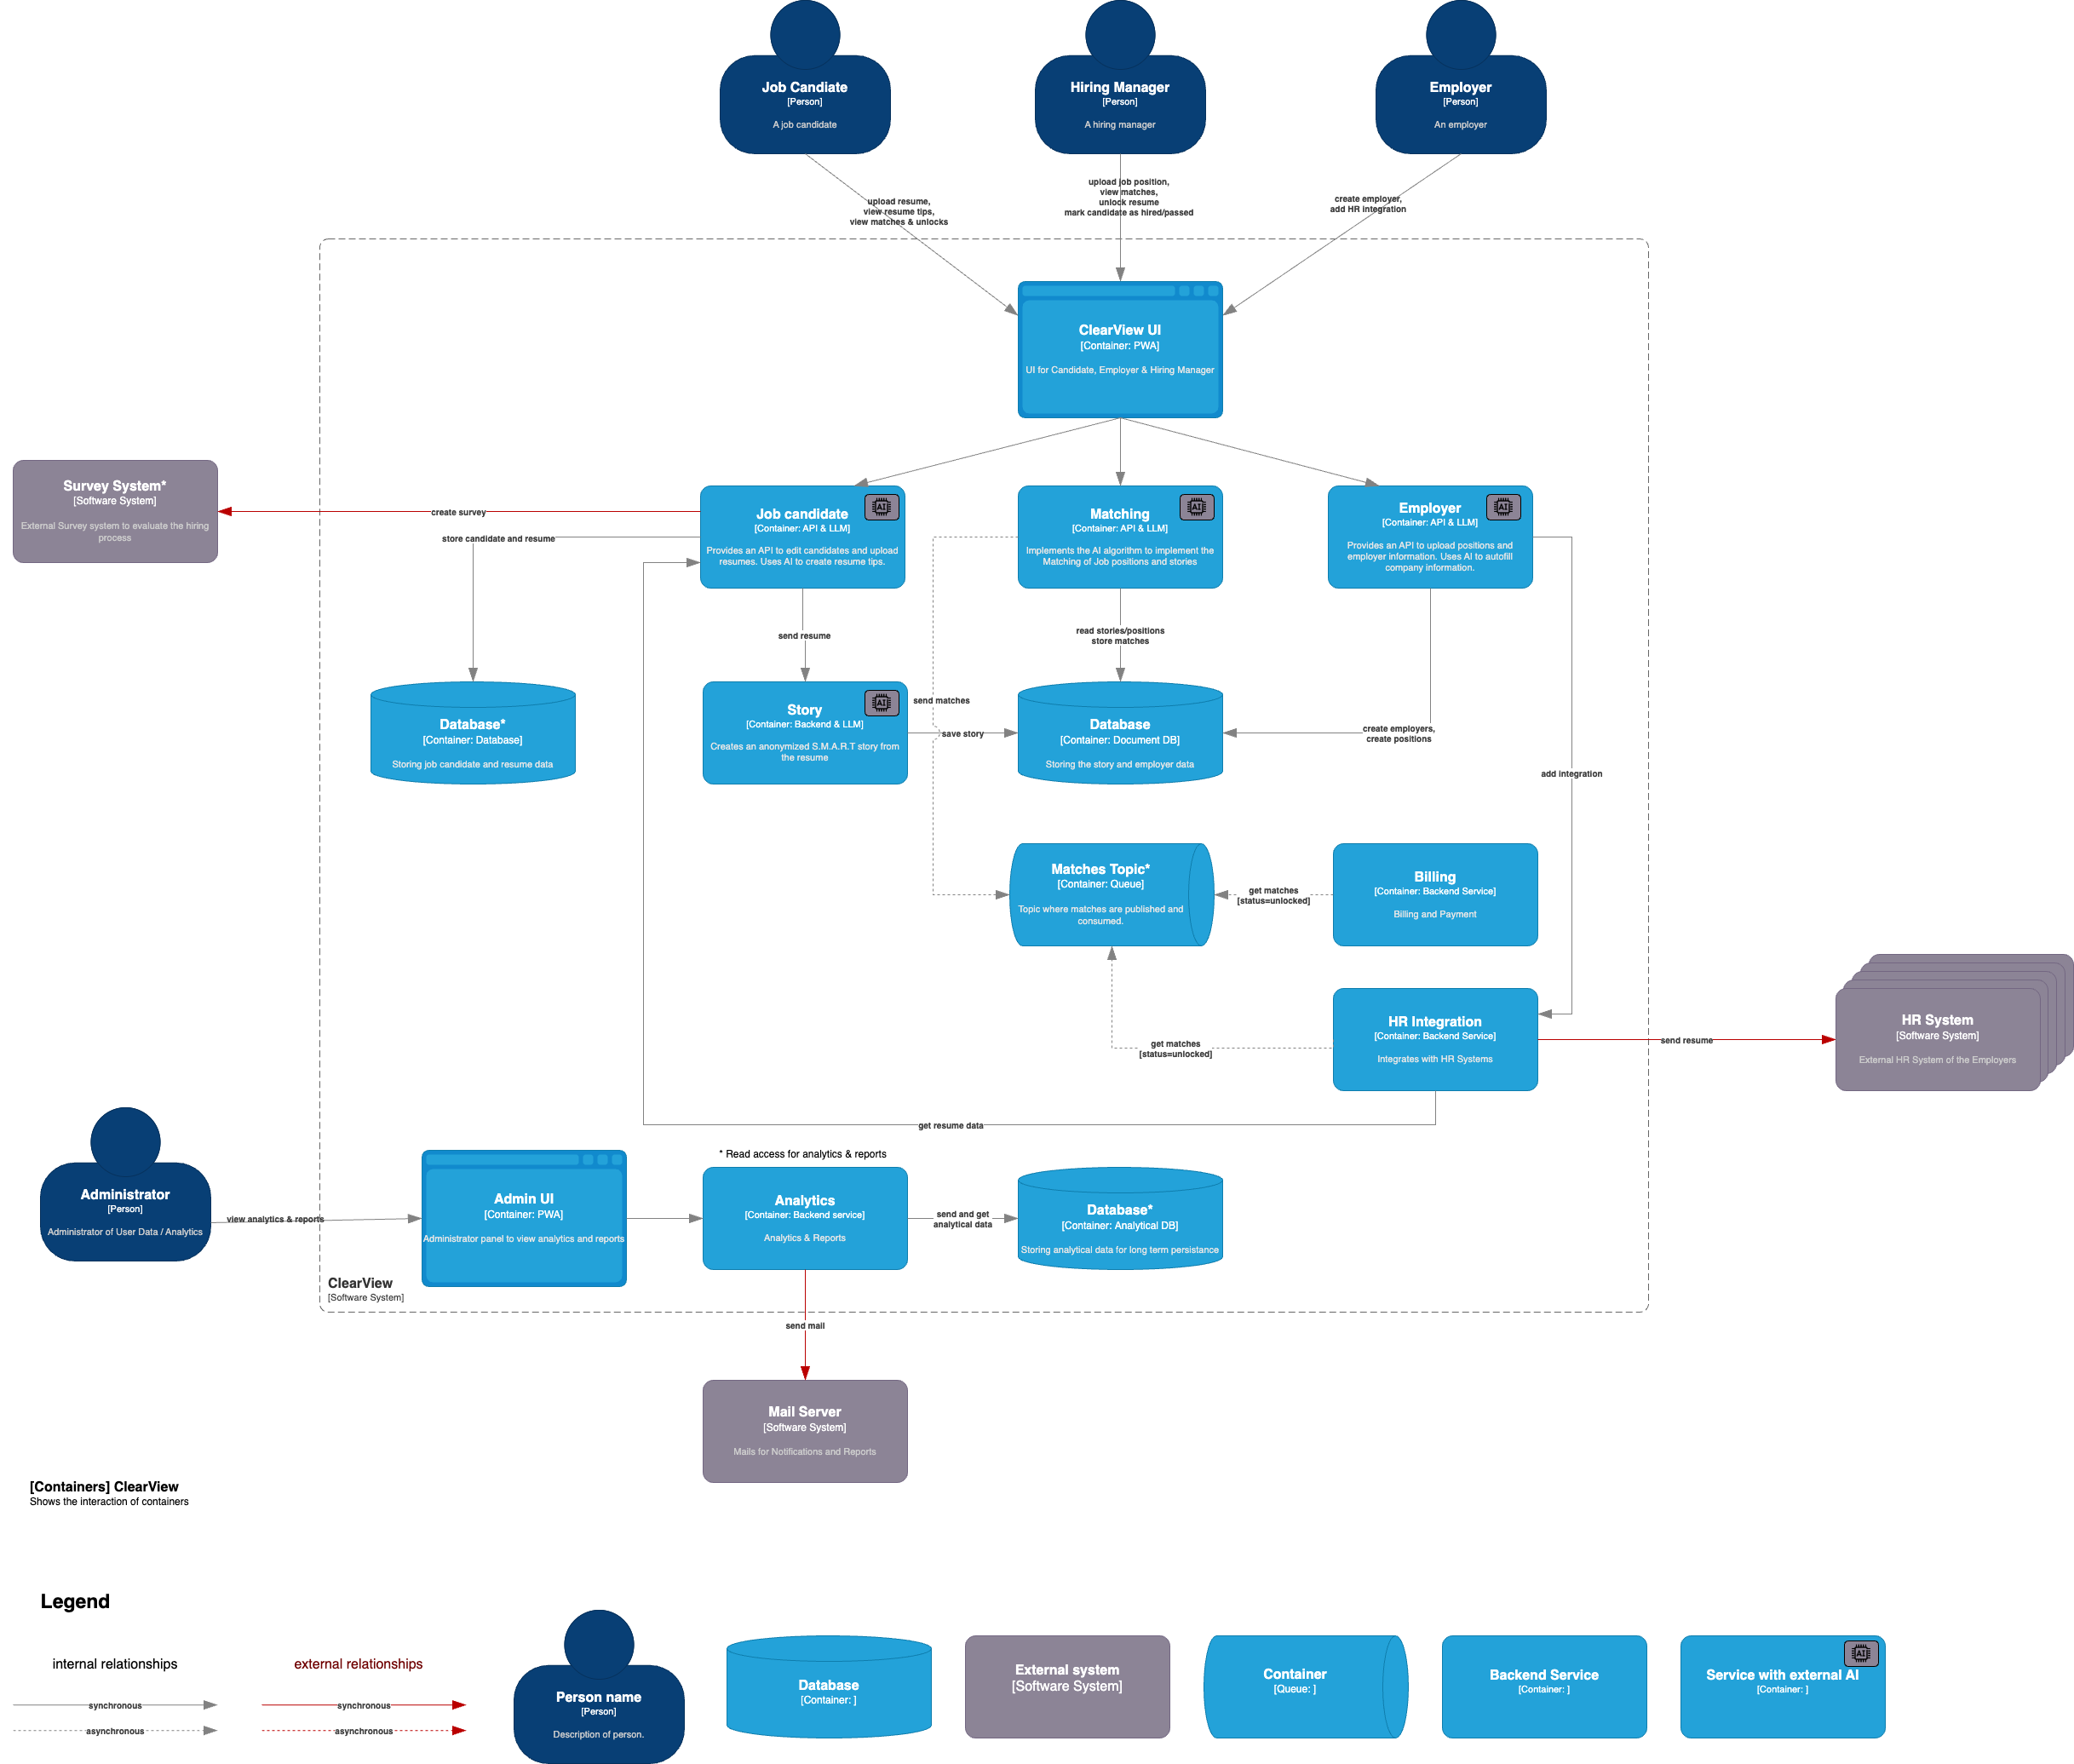 Job Candiate
[Person]
A job candidate
Hiring Manager
[Person]
A hiring manager
Employer
[Person]
An employer
upload resume,
view resume tips,
view matches & unlocks
upload job position,
view matches,
unlock resume
mark candidate as hired/passed
create employer,
add HR integration
ClearView UI
[Container: PWA]
UI for Candidate, Employer & Hiring Manager
Survey System*
[Software System]
External Survey system to evaluate the hiring
process
create survey
store candidate and resume
Job candidate
[Container: API & LLM]
Provides an API to edit candidates and upload
resumes. Uses AI to create resume tips.
AI
Matching
[Container: API & LLM]
Implements the AI algorithm to implement the
Matching of Job positions and stories
AI
Employer
[Container: API & LLM]
Provides an API to upload positions and
employer information. Uses AI to autofill
company information.
AI
send resume
read stories/positions
store matches
Database*
[Container: Database]
Storing job candidate and resume data
Story
[Container: Backend & LLM]
Creates an anonymized S.M.A.R.T story from
the resume
AI
send matches
save story
Database
[Container: Document DB]
Storing the story and employer data
create employers,
create positions
add integration
Matches Topic*
[Container: Queue]
Topic where matches are published and
consumed.
get matches
[status=unlocked]
Billing
[Container: Backend Service]
Billing and Payment
get matches
[status=unlocked]
HR Integration
[Container: Backend Service]
Integrates with HR Systems
send resume
HR System
[Software System]
External HR System of the Employers
get resume data
Administrator
[Person]
Administrator of User Data / Analytics
view analytics & reports
Admin UI
[Container: PWA]
Administrator panel to view analytics and reports
* Read access for analytics & reports
Analytics
[Container: Backend service]
Analytics & Reports
send and get
analytical data
Database*
[Container: Analytical DB]
Storing analytical data for long term persistance
ClearView
[Software System]
send mail
Mail Server
[Software System]
Mails for Notifications and Reports
[Containers] ClearView
Shows the interaction of containers
Legend
internal relationships
synchronous
asynchronous
external relationships
synchronous
asynchronous
Person name
[Person]
Description of person.
Database
[Container: ]
External system
[Software System]
Container
[Queue: ]
Backend Service
[Container: ]
Service with external AI
[Container: ]
AI